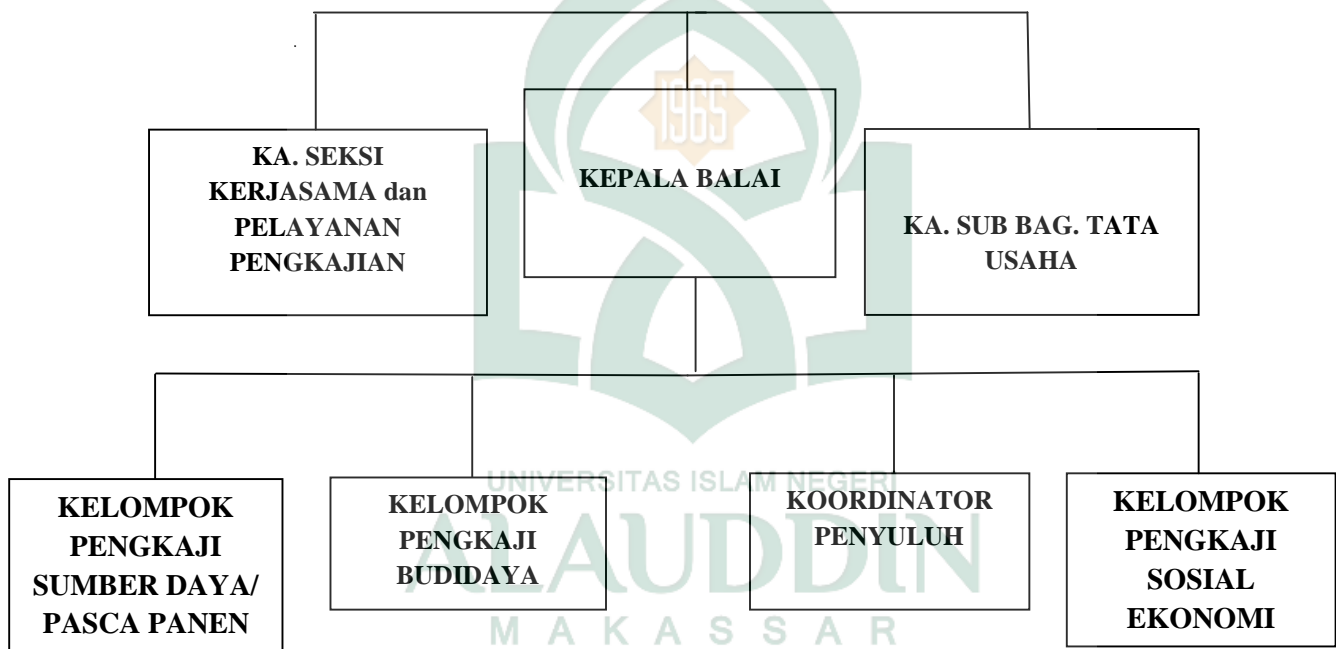 1965
KA. SEKSI
KERJASAMA dan
PELAYANAN
PENGKAJIAN
KEPALA BALAI
KA. SUB BAG. TATA
USAHA
KELOMPOK
PENGKAJI
SUMBER DAYA/
PASCA PANEN
KELOMPOK
PENGKAJI
BUDIDAYA
KOORDINATOR
PENYULUH
KELOMPOK
PENGKAJI
SOSIAL
EKONOMI
UNIVERSITAS ISLAM NEGERI
ALAUDDIN
MAKASSAR